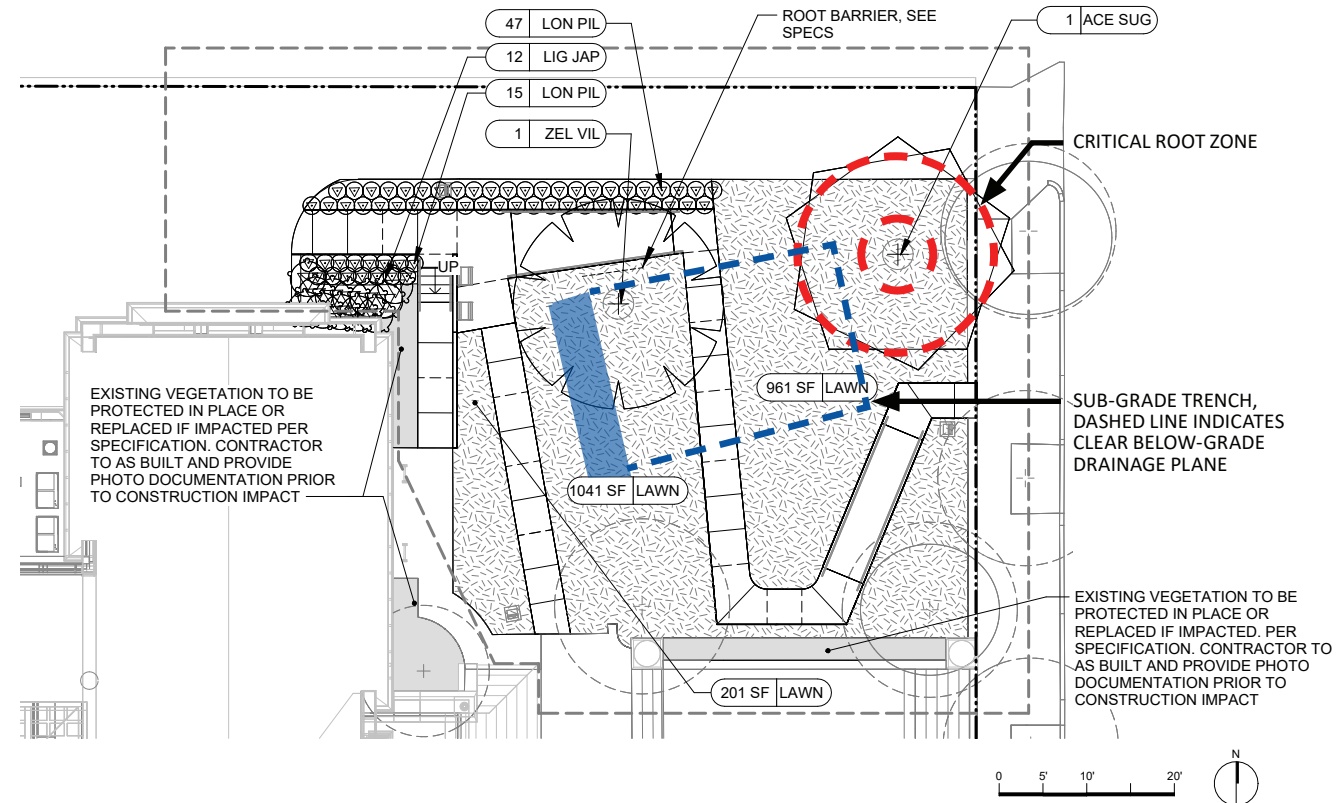 47 LON PIL
12 LIG JAP
15 LON PIL
1 ZEL VIL
ROOT BARRIER, SEE
SPECS
1 ACE SUG
CRITICAL ROOT ZONE
UP
EXISTING VEGETATION TO BE
PROTECTED IN PLACE OR
REPLACED IF IMPACTED PER
SPECIFICATION. CONTRACTOR
TO AS BUILT AND PROVIDE
PHOTO DOCUMENTATION PRIOR
TO CONSTRUCTION IMPACT
961 SF LAWN
SUB-GRADE TRENCH,
DASHED LINE INDICATES
CLEAR BELOW-GRADE
DRAINAGE PLANE
1041 SF LAWN
201 SF LAWN
EXISTING VEGETATION TO BE
PROTECTED IN PLACE OR
REPLACED IF IMPACTED. PER
SPECIFICATION. CONTRACTOR TO
AS BUILT AND PROVIDE PHOTO
DOCUMENTATION PRIOR TO
CONSTRUCTION IMPACT
0 5' 10' 20'
N